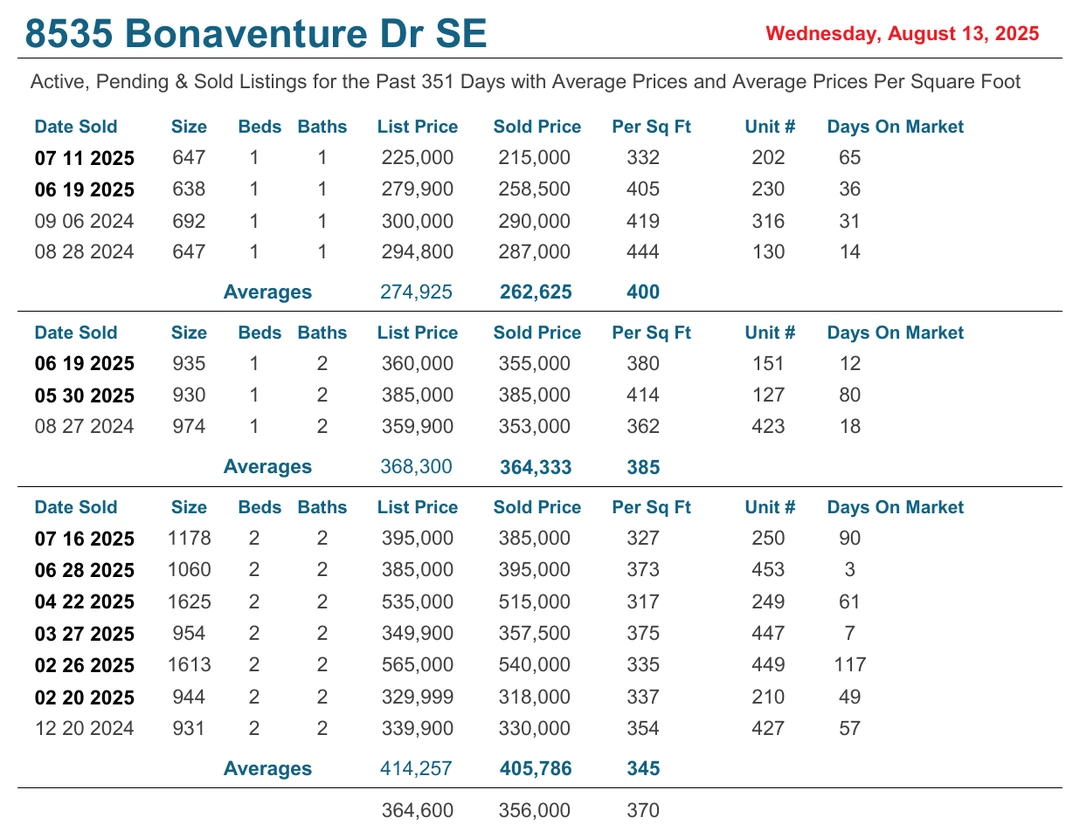 8535 Bonaventure Dr SE Wednesday, August 13, 2025
Active, Pending & Sold Listings for the Past 351 Days with Average Prices and Average Prices Per Square Foot
Date Sold Size Beds Baths List Price Sold Price Per Sq Ft Unit # Days On Market
07 11 2025 647 1 1 225,000 215,000 332 202 65
06 19 2025 638 1 1 279,900 258,500 405 230 36
09 06 2024 692 1 1 300,000 290,000 419 316 31
08 28 2024 647 1 1 294,800 287,000 444 130 14
Averages 274,925 262,625 400
Date Sold Size Beds Baths List Price Sold Price Per Sq Ft Unit # Days On Market
06 19 2025 935 1 2 360,000 355,000 380 151 12
05 30 2025 930 1 2 385,000 385,000 414 127 80
08 27 2024 974 1 2 359,900 353,000 362 423 18
Averages 368,300 364,333 385
Date Sold Size Beds Baths List Price Sold Price Per Sq Ft Unit # Days On Market
07 16 2025 1178 2 2 395,000 385,000 327 250 90
06 28 2025 1060 2 2 385,000 395,000 373 453 3
04 22 2025 1625 2 2 535,000 515,000 317 249 61
03 27 2025 954 2 2 349,900 357,500 375 447 7
02 26 2025 1613 2 2 565,000 540,000 335 449 117
02 20 2025 944 2 2 329,999 318,000 337 210 49
12 20 2024 931 2 2 339,900 330,000 354 427 57
Averages 414,257 405,786 345
364,600 356,000 370